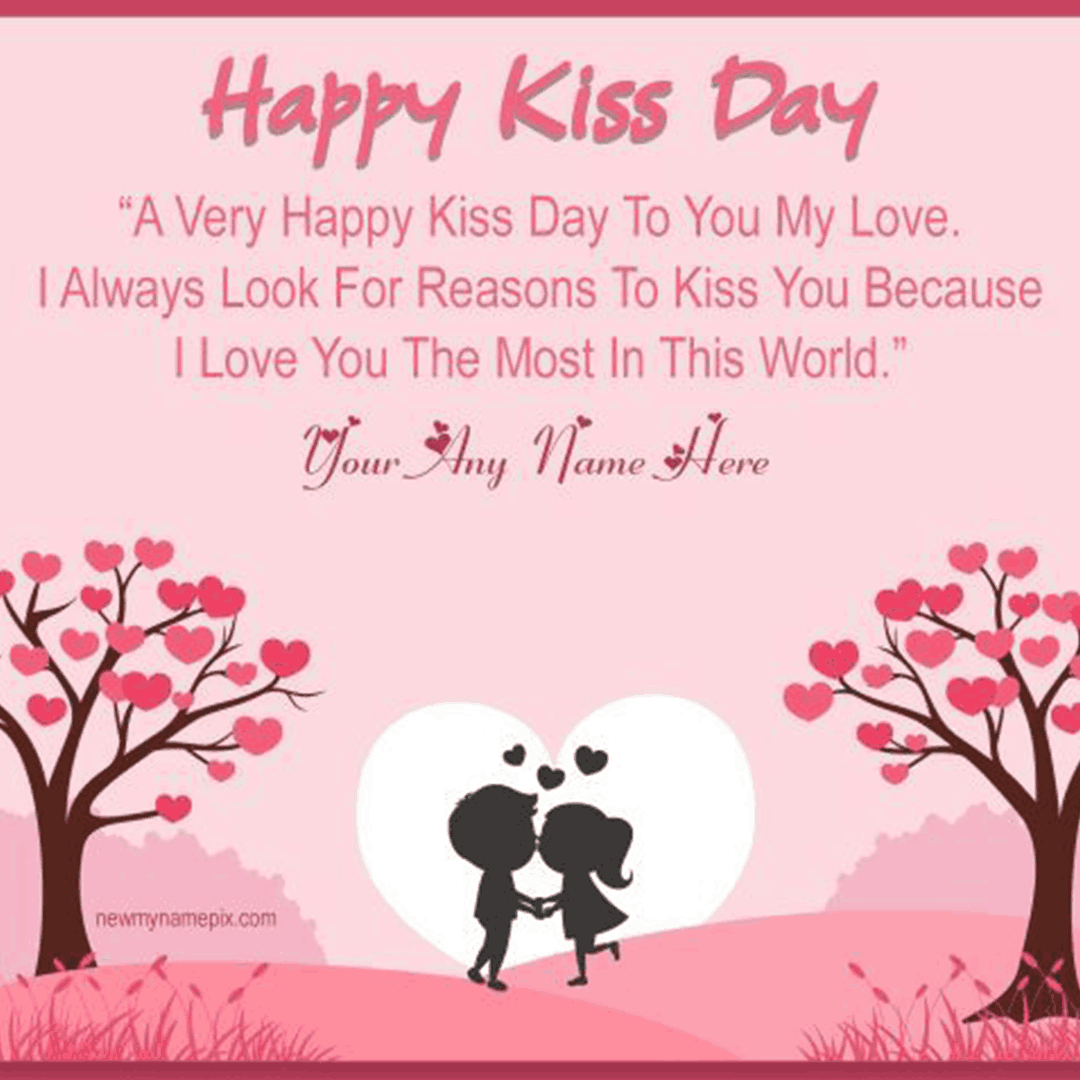 Happy Kiss Day
“A Very Happy Kiss Day To You My Love.
I Always Look For Reasons To Kiss You Because
I Love You The Most In This World.”
Your Any Name Here
newmynamepix.com